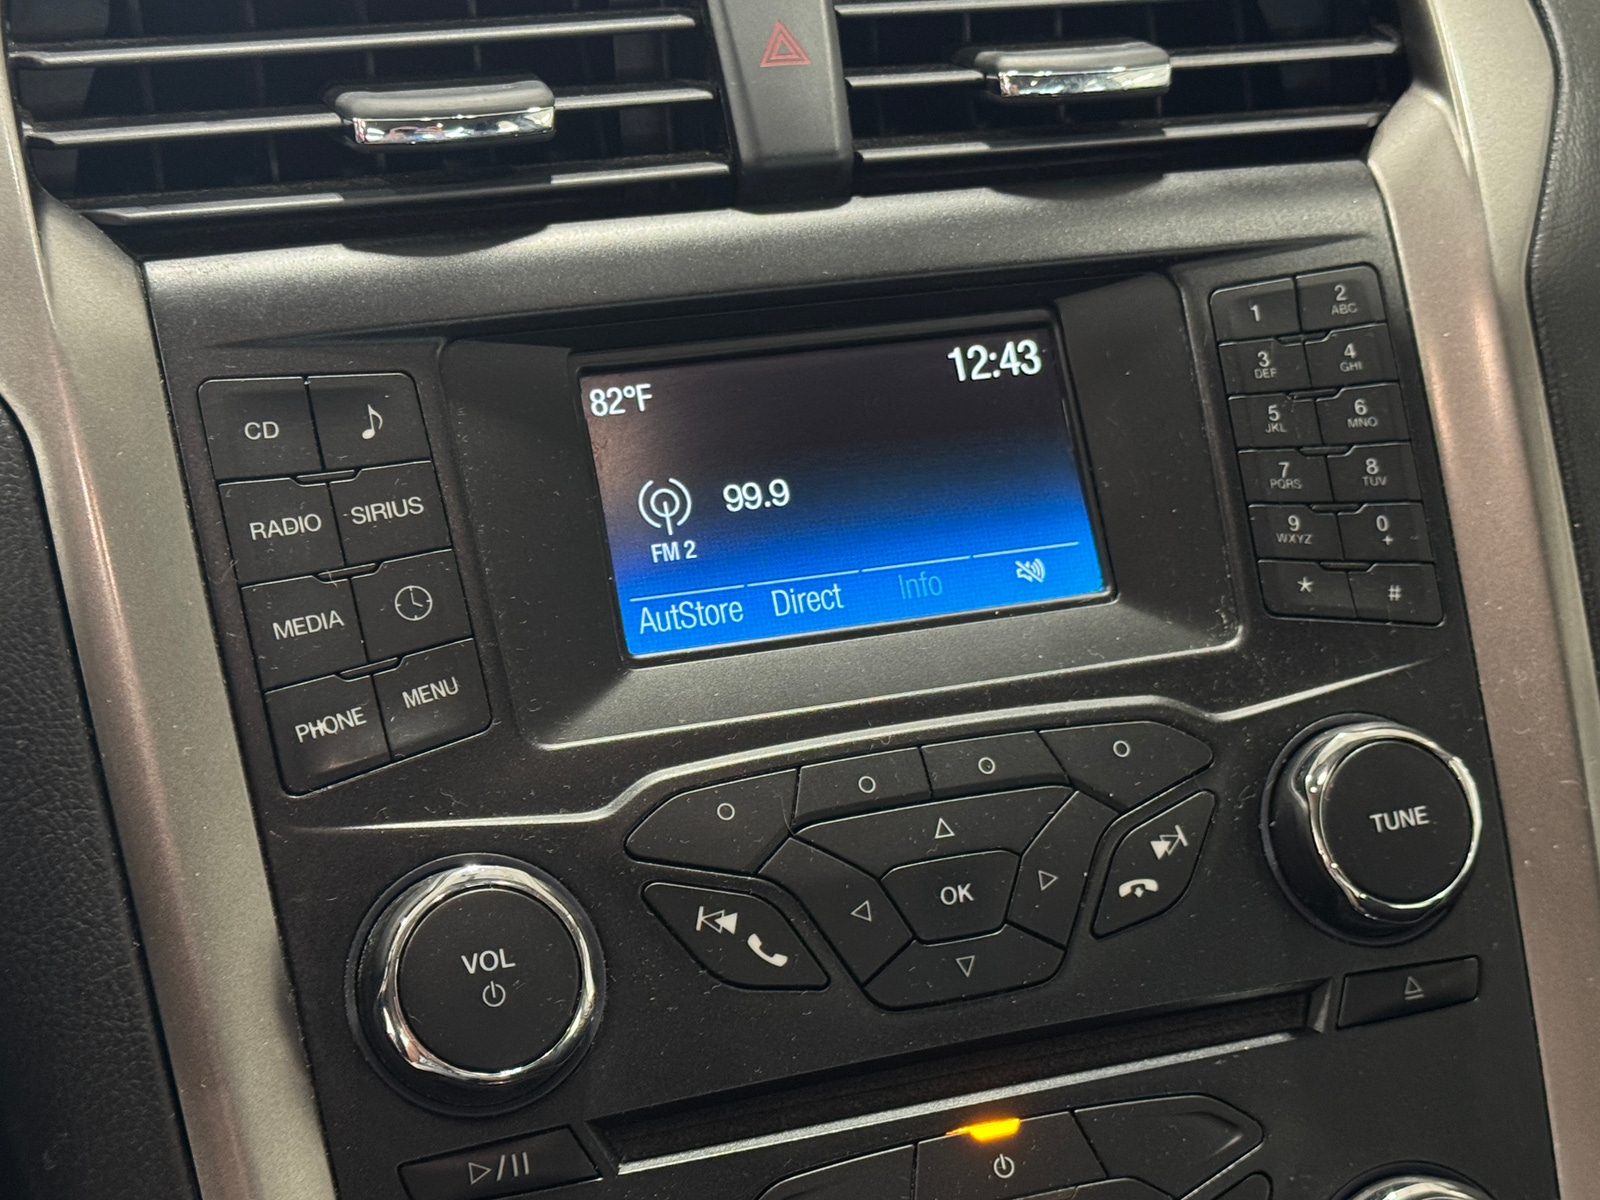 12:43
82°F
99.9
FM 2
AutStore Direct Info
CD
RADIO SIRIUS
MEDIA
PHONE MENU
1 2 ABC
3 DEF 4 GHI
5 JKL 6 MNO
7 PQRS 8 TUV
9 WXYZ 0 +
* #
OK
VOL
TUNE